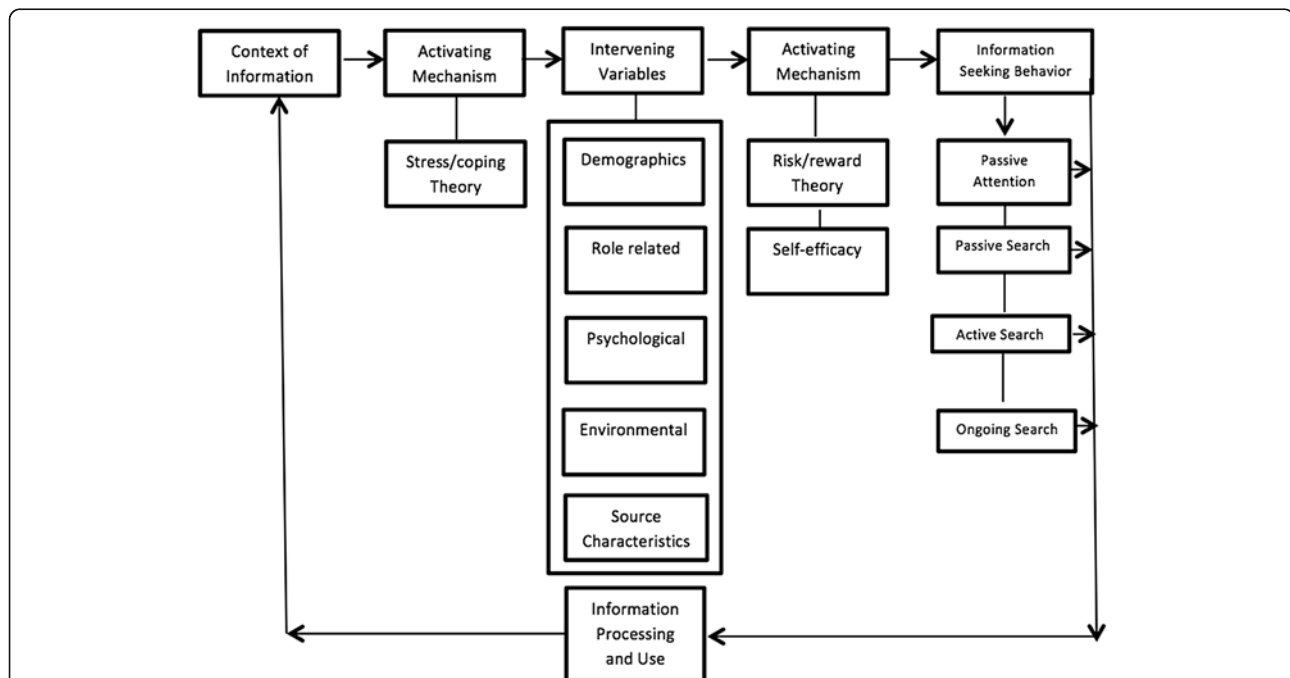 Context of
Information
Activating
Mechanism
Intervening
Variables
Activating
Mechanism
Information
Seeking Behavior
Stress/coping
Theory
Demographics
Role related
Psychological
Environmental
Source
Characteristics
Risk/reward
Theory
Self-efficacy
Passive
Attention
Passive Search
Active Search
Ongoing Search
Information
Processing
and Use